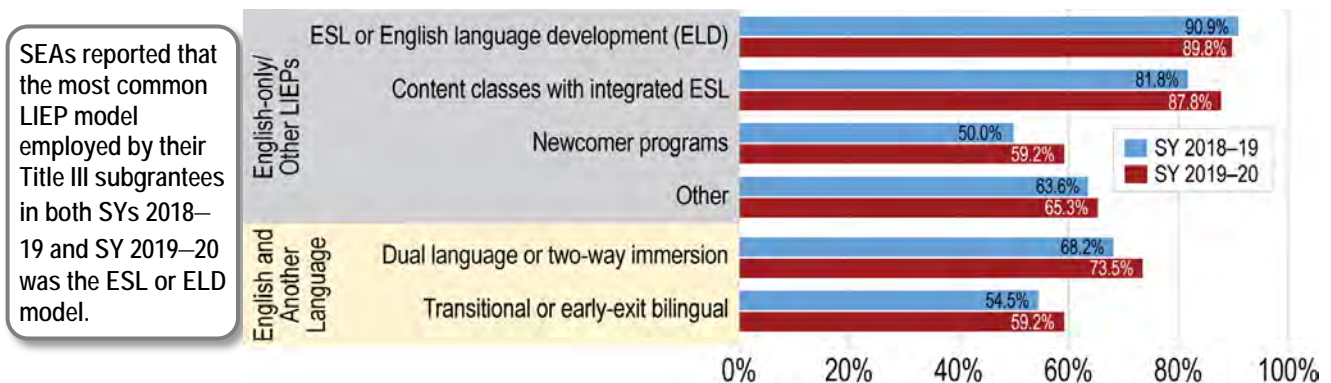 SEAs reported that
the most common
LIEP model
employed by their
Title III subgrantees
in both SYs 2018–
19 and SY 2019–20
was the ESL or ELD
model.
English-only/
Other LIEPs
ESL or English language development (ELD)
90.9%
89.8%
Content classes with integrated ESL
81.8%
87.8%
Newcomer programs
50.0%
59.2%
Other
63.6%
65.3%
SY 2018–19
SY 2019–20
English and
Another
Language
Dual language or two-way immersion
68.2%
73.5%
Transitional or early-exit bilingual
54.5%
59.2%
0% 20% 40% 60% 80% 100%